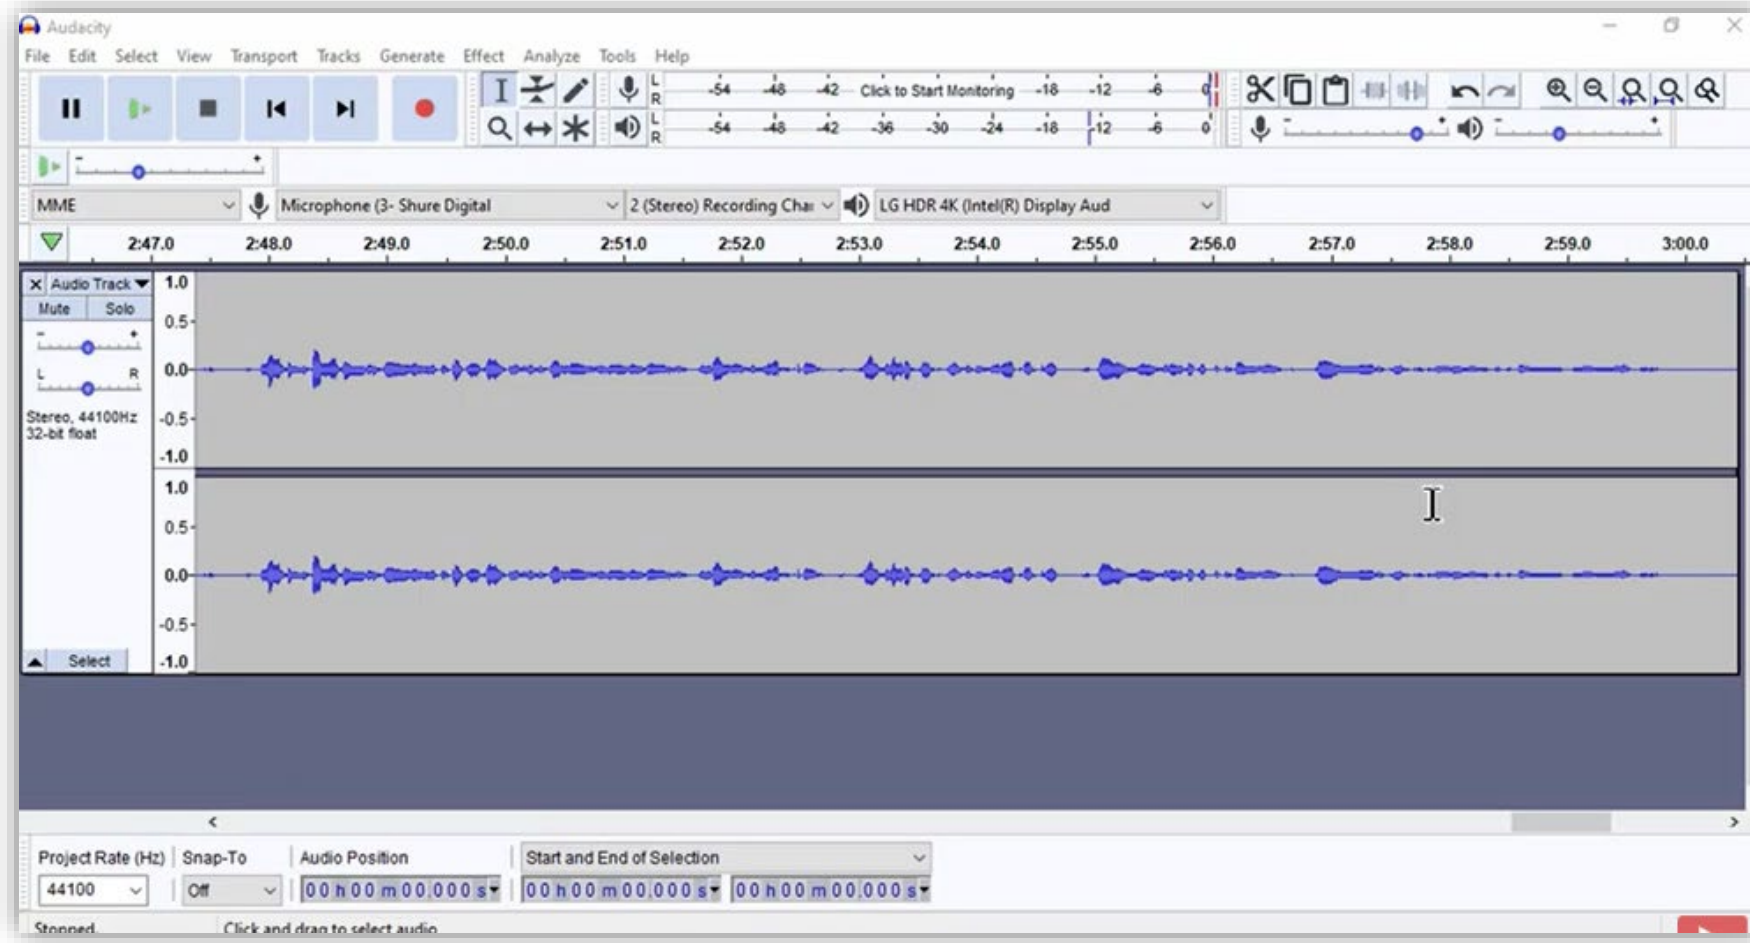 Audacity
File Edit Select View Transport Tracks Generate Effect Analyze Tools Help
L
R
-54 -48 -42 Click to Start Monitoring -18 -12 -6 0
L
R
-54 -48 -42 -36 -30 -24 -18 -12 -6 0
- +
- +
- +
MME Microphone (3- Shure Digital 2 (Stereo) Recording Chai LG HDR 4K (Intel(R) Display Aud
2:47.0 2:48.0 2:49.0 2:50.0 2:51.0 2:52.0 2:53.0 2:54.0 2:55.0 2:56.0 2:57.0 2:58.0 2:59.0 3:00.0
X Audio Track
Mute Solo
- +
L R
Stereo, 44100Hz
32-bit float
Select
1.0
0.5
0.0
-0.5
-1.0
1.0
0.5
0.0
-0.5
-1.0
Project Rate (Hz) Snap-To Audio Position Start and End of Selection
44100 Off 00 h 00 m 00.000 s 00 h 00 m 00.000 s 00 h 00 m 00.000 s
Stopped. Click and drag to select audio